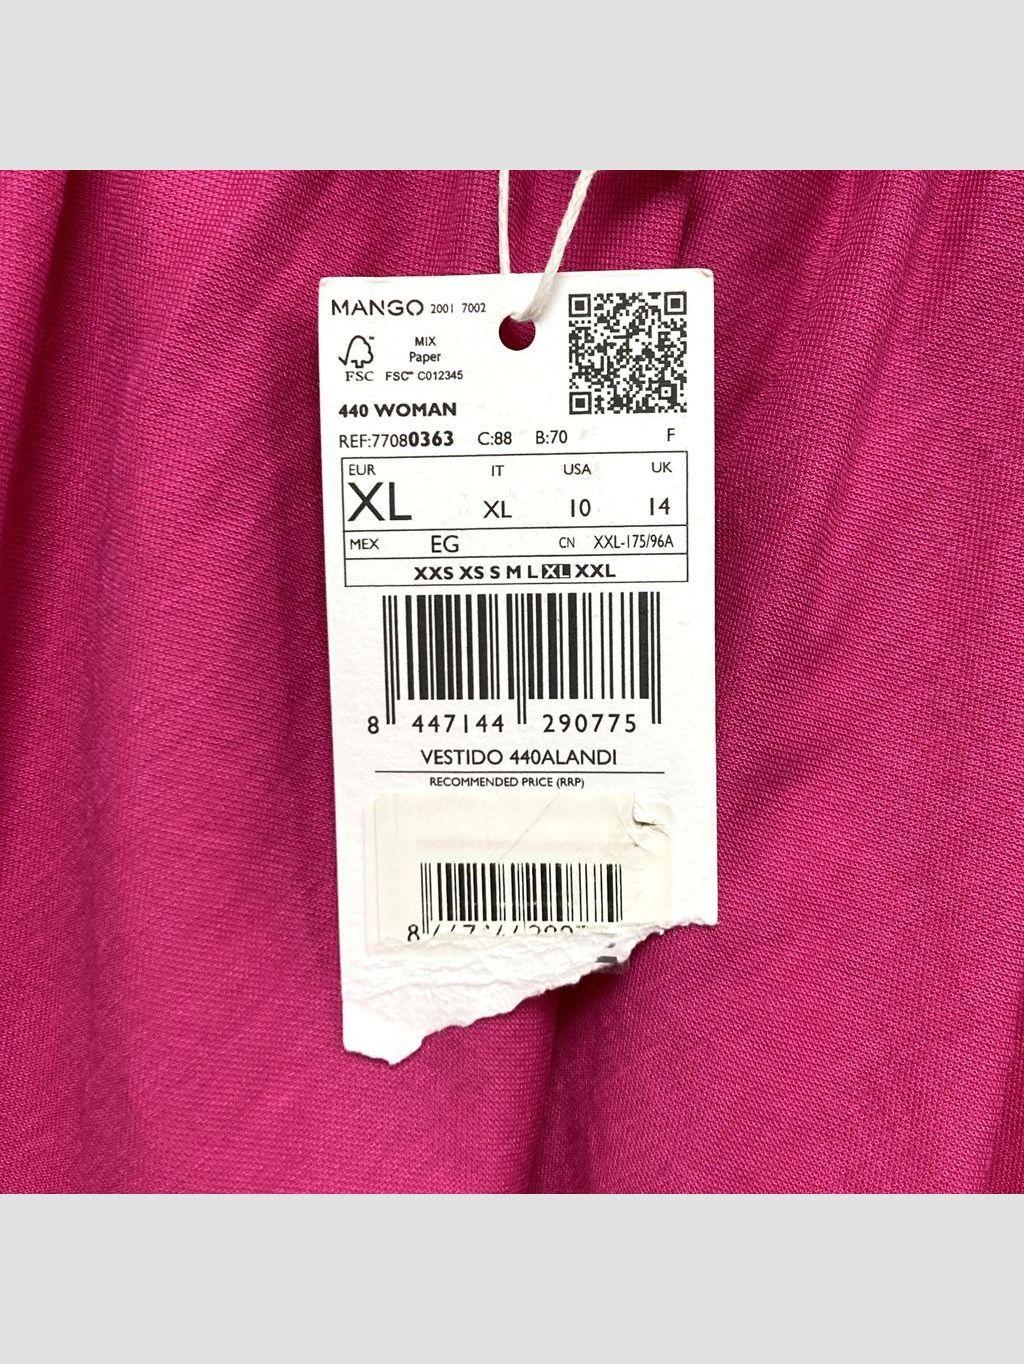 MANGO 2001 7002
MIX
Paper
FSC FSC™ C012345
440 WOMAN
REF:77080363 C:88 B:70 F
EUR IT USA UK
XL XL 10 14
MEX EG CN XXL-175/96A
XXS XS S M L XL XXL
8 447144 290775
VESTIDO 440ALANDI
RECOMMENDED PRICE (RRP)